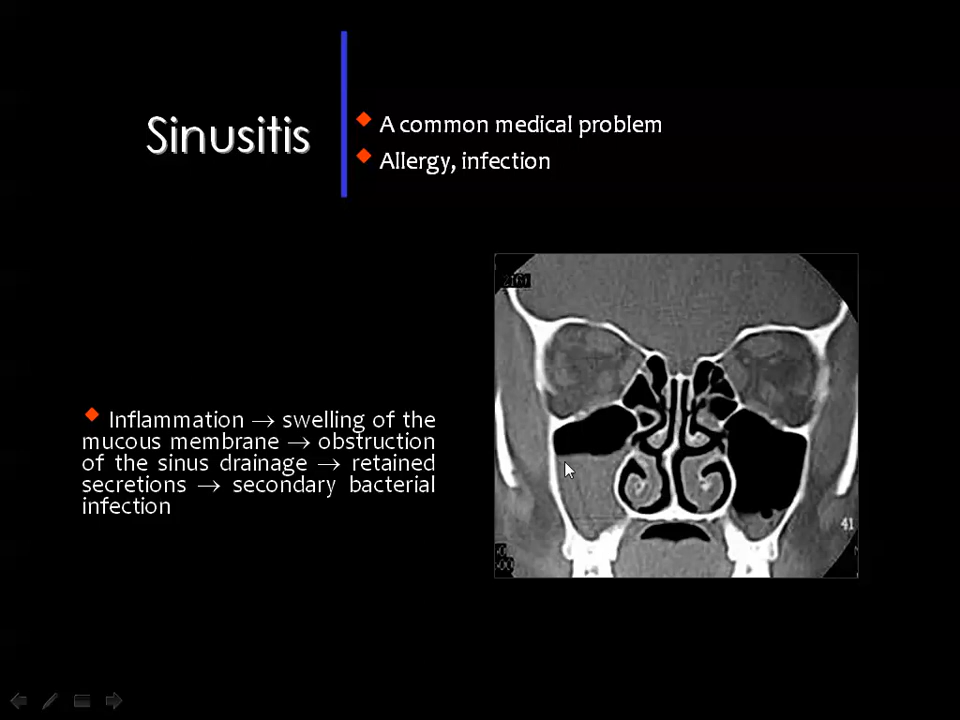 Sinusitis
A common medical problem
Allergy, infection
Inflammation → swelling of the
mucous membrane → obstruction
of the sinus drainage → retained
secretions → secondary bacterial
infection
41